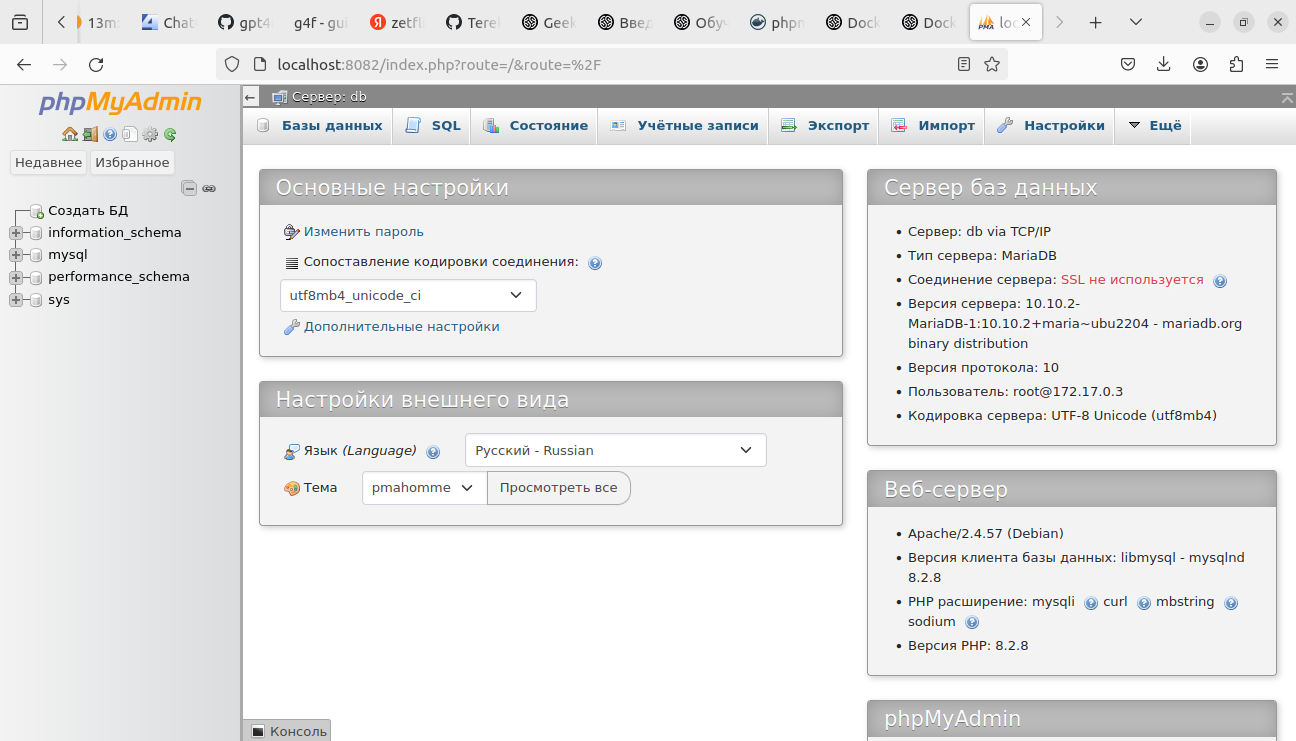 13m:
Chat
gpt4
g4f - gui
zetfli
Terel
Geek
Введ
Обуч
phpn
Dock
Dock
loc
localhost:8082/index.php?route=/&route=%2F
phpMyAdmin
Недавнее
Избранное
Создать БД
information_schema
mysql
performance_schema
sys
Сервер: db
Базы данных
SQL
Состояние
Учётные записи
Экспорт
Импорт
Настройки
Ещё
Основные настройки
Изменить пароль
Сопоставление кодировки соединения:
utf8mb4_unicode_ci
Дополнительные настройки
Настройки внешнего вида
Язык (Language)
Русский - Russian
Тема
pmahomme
Просмотреть все
Сервер баз данных
Сервер: db via TCP/IP
Тип сервера: MariaDB
Соединение сервера: SSL не используется
Версия сервера: 10.10.2-
MariaDB-1:10.10.2+maria~ubu2204 - mariadb.org
binary distribution
Версия протокола: 10
Пользователь: root@172.17.0.3
Кодировка сервера: UTF-8 Unicode (utf8mb4)
Веб-сервер
Apache/2.4.57 (Debian)
Версия клиента базы данных: libmysql - mysqlnd
8.2.8
PHP расширение: mysqli curl mbstring
sodium
Версия PHP: 8.2.8
phpMyAdmin
Консоль